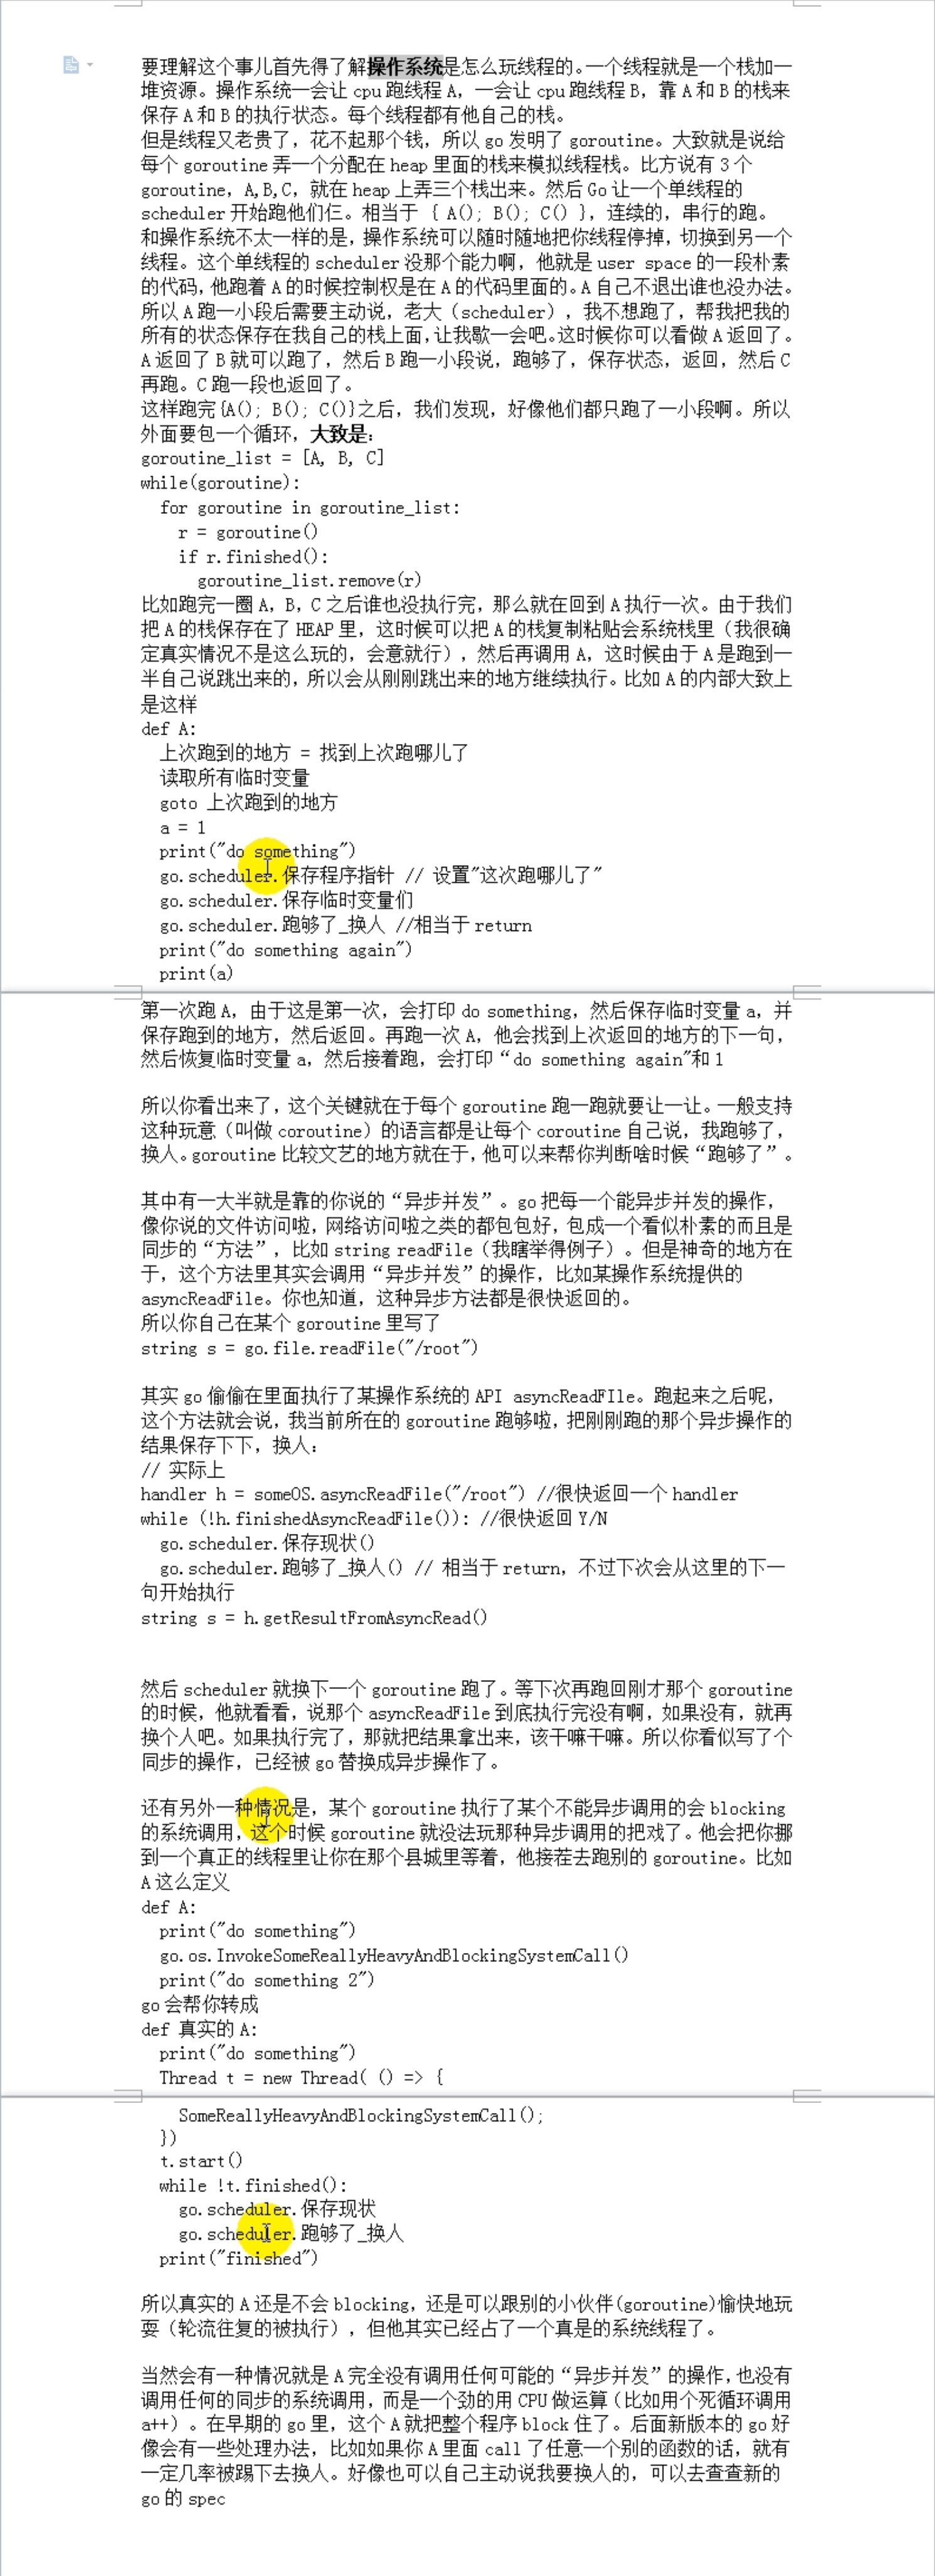 要理解这个事儿首先得了解操作系统是怎么玩线程的。一个线程就是一个栈加一
堆资源。操作系统一会让 cpu 跑线程 A，一会让 cpu 跑线程 B，靠 A 和 B 的栈来
保存 A 和 B 的执行状态。每个线程都有他自己的栈。
但是线程又老贵了，花不起那个钱，所以 go 发明了 goroutine。大致就是说给
每个 goroutine 弄一个分配在 heap 里面的栈来模拟线程栈。比方说有 3 个
goroutine，A,B,C，就在 heap 上弄三个栈出来。然后 Go 让一个单线程的
scheduler 开始跑他们仨。相当于 { A(); B(); C() }，连续的，串行的跑。
和操作系统不太一样的是，操作系统可以随时随地把你线程停掉，切换到另一个
线程。这个单线程的 scheduler 没那个能力啊，他就是 user space 的一段朴素
的代码，他跑着 A 的时候控制权是在 A 的代码里面的。A 自己不退出谁也没办法。
所以 A 跑一小段后需要主动说，老大（scheduler），我不想跑了，帮我把我的
所有的状态保存在我自己的栈上面，让我歇一会吧。这时候你可以看做 A 返回了。
A 返回了 B 就可以跑了，然后 B 跑一小段说，跑够了，保存状态，返回，然后 C
再跑。C 跑一段也返回了。
这样跑完{A(); B(); C()}之后，我们发现，好像他们都只跑了一小段啊。所以
外面要包一个循环，大致是：
goroutine_list = [A, B, C]
while(goroutine):
  for goroutine in goroutine_list:
    r = goroutine()
    if r.finished():
      goroutine_list.remove(r)
比如跑完一圈 A，B，C 之后谁也没执行完，那么就在回到 A 执行一次。由于我们
把 A 的栈保存在了 HEAP 里，这时候可以把 A 的栈复制粘贴会系统栈里（我很确
定真实情况不是这么玩的，会意就行），然后再调用 A，这时候由于 A 是跑到一
半自己说跳出来的，所以会从刚刚跳出来的地方继续执行。比如 A 的内部大致上
是这样
def A:
  上次跑到的地方 = 找到上次跑哪儿了
  读取所有临时变量
  goto 上次跑到的地方
  a = 1
  print("do something")
  go.scheduler.保存程序指针 // 设置"这次跑哪儿了"
  go.scheduler.保存临时变量们
  go.scheduler.跑够了_换人 //相当于 return
  print("do something again")
  print(a)
第一次跑 A，由于这是第一次，会打印 do something，然后保存临时变量 a，并
保存跑到的地方，然后返回。再跑一次 A，他会找到上次返回的地方的下一句，
然后恢复临时变量 a，然后接着跑，会打印“do something again"和 1
所以你看出来了，这个关键就在于每个 goroutine 跑一跑就要让一让。一般支持
这种玩意（叫做 coroutine）的语言都是让每个 coroutine 自己说，我跑够了，
换人。goroutine 比较文艺的地方就在于，他可以来帮你判断啥时候“跑够了”。
其中有一大半就是靠的你说的“异步并发”。go 把每一个能异步并发的操作，
像你说的文件访问啦，网络访问啦之类的都包包好，包成一个看似朴素的而且是
同步的“方法”，比如 string readFile（我瞎举得例子）。但是神奇的地方在
于，这个方法里其实会调用“异步并发”的操作，比如某操作系统提供的
asyncReadFile。你也知道，这种异步方法都是很快返回的。
所以你自己在某个 goroutine 里写了
string s = go.file.readFile("/root")
其实 go 偷偷在里面执行了某操作系统的 API asyncReadFIle。跑起来之后呢，
这个方法就会说，我当前所在的 goroutine 跑够啦，把刚刚跑的那个异步操作的
结果保存下下，换人：
// 实际上
handler h = someOS.asyncReadFile("/root") //很快返回一个 handler
while (!h.finishedAsyncReadFile()): //很快返回 Y/N
  go.scheduler.保存现状()
  go.scheduler.跑够了_换人() // 相当于 return，不过下次会从这里的下一
句开始执行
string s = h.getResultFromAsyncRead()
然后 scheduler 就换下一个 goroutine 跑了。等下次再跑回刚才那个 goroutine
的时候，他就看看，说那个 asyncReadFile 到底执行完没有啊，如果没有，就再
换个人吧。如果执行完了，那就把结果拿出来，该干嘛干嘛。所以你看似写了个
同步的操作，已经被 go 替换成异步操作了。
还有另外一种情况是，某个 goroutine 执行了某个不能异步调用的会 blocking
的系统调用，这个时候 goroutine 就没法玩那种异步调用的把戏了。他会把你挪
到一个真正的线程里让你在那个县城里等着，他接茬去跑别的 goroutine。比如
A 这么定义
def A:
  print("do something")
  go.os.InvokeSomeReallyHeavyAndBlockingSystemCall()
  print("do something 2")
go 会帮你转成
def 真实的 A:
  print("do something")
  Thread t = new Thread( () => {
    SomeReallyHeavyAndBlockingSystemCall();
  })
  t.start()
  while !t.finished():
    go.scheduler.保存现状
    go.scheduler.跑够了_换人
  print("finished")
所以真实的 A 还是不会 blocking，还是可以跟别的小伙伴(goroutine)愉快地玩
耍（轮流往复的被执行），但他其实已经占了一个真是的系统线程了。
当然会有一种情况就是 A 完全没有调用任何可能的“异步并发”的操作，也没有
调用任何的同步的系统调用，而是一个劲的用 CPU 做运算（比如用个死循环调用
a++）。在早期的 go 里，这个 A 就把整个程序 block 住了。后面新版本的 go 好
像会有一些处理办法，比如如果你 A 里面 call 了任意一个别的函数的话，就有
一定几率被踢下去换人。好像也可以自己主动说我要换人的，可以去查查新的
go 的 spec